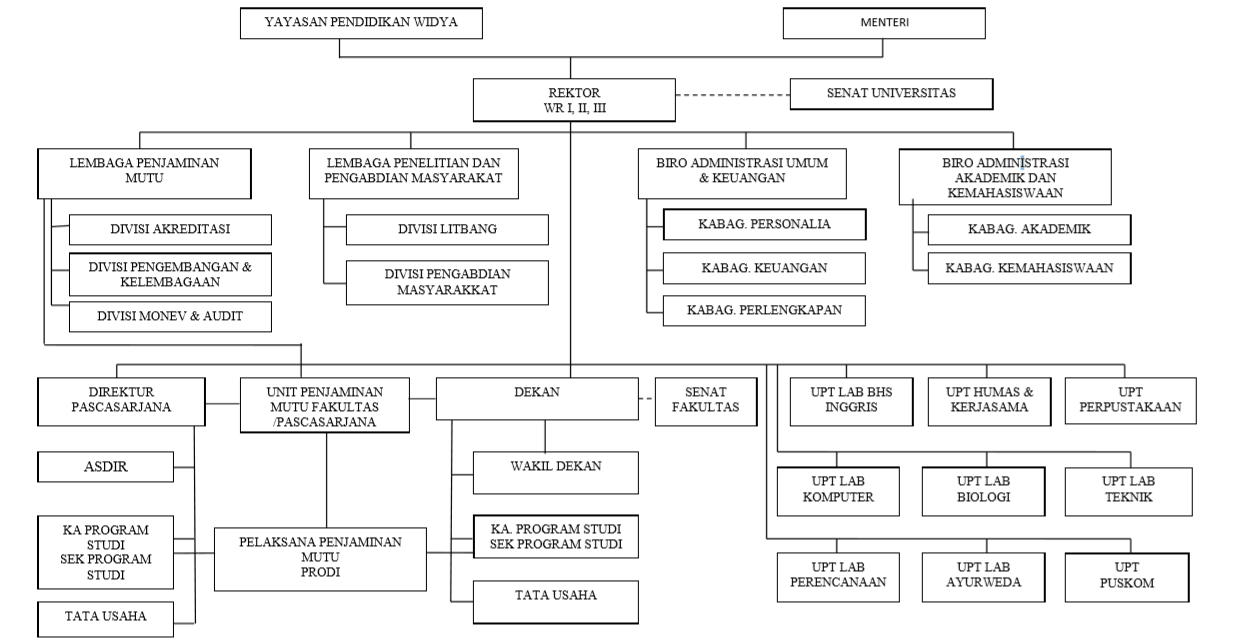 YAYASAN PENDIDIKAN WIDYA
MENTERI
REKTOR
WR I, II, III
SENAT UNIVERSITAS
LEMBAGA PENJAMINAN
MUTU
LEMBAGA PENELITIAN DAN
PENGABDIAN MASYARAKAT
BIRO ADMINISTRASI UMUM
& KEUANGAN
BIRO ADMINISTRASI
AKADEMIK DAN
KEMAHASISWAAN
DIVISI AKREDITASI
DIVISI PENGEMBANGAN &
KELEMBAGAAN
DIVISI MONEV & AUDIT
DIVISI LITBANG
DIVISI PENGABDIAN
MASYARAKKAT
KABAG. PERSONALIA
KABAG. KEUANGAN
KABAG. PERLENGKAPAN
KABAG. AKADEMIK
KABAG. KEMAHASISWAAN
DIREKTUR
PASCASARJANA
UNIT PENJAMINAN
MUTU FAKULTAS
/PASCASARJANA
DEKAN
SENAT
FAKULTAS
UPT LAB BHS
INGGRIS
UPT HUMAS &
KERJASAMA
UPT
PERPUSTAKAAN
ASDIR
WAKIL DEKAN
UPT LAB
KOMPUTER
UPT LAB
BIOLOGI
UPT LAB
TEKNIK
KA PROGRAM
STUDI
SEK PROGRAM
STUDI
PELAKSANA PENJAMINAN
MUTU
PRODI
KA. PROGRAM STUDI
SEK PROGRAM STUDI
UPT LAB
PERENCANAAN
UPT LAB
AYURWEDA
UPT
PUSKOM
TATA USAHA
TATA USAHA